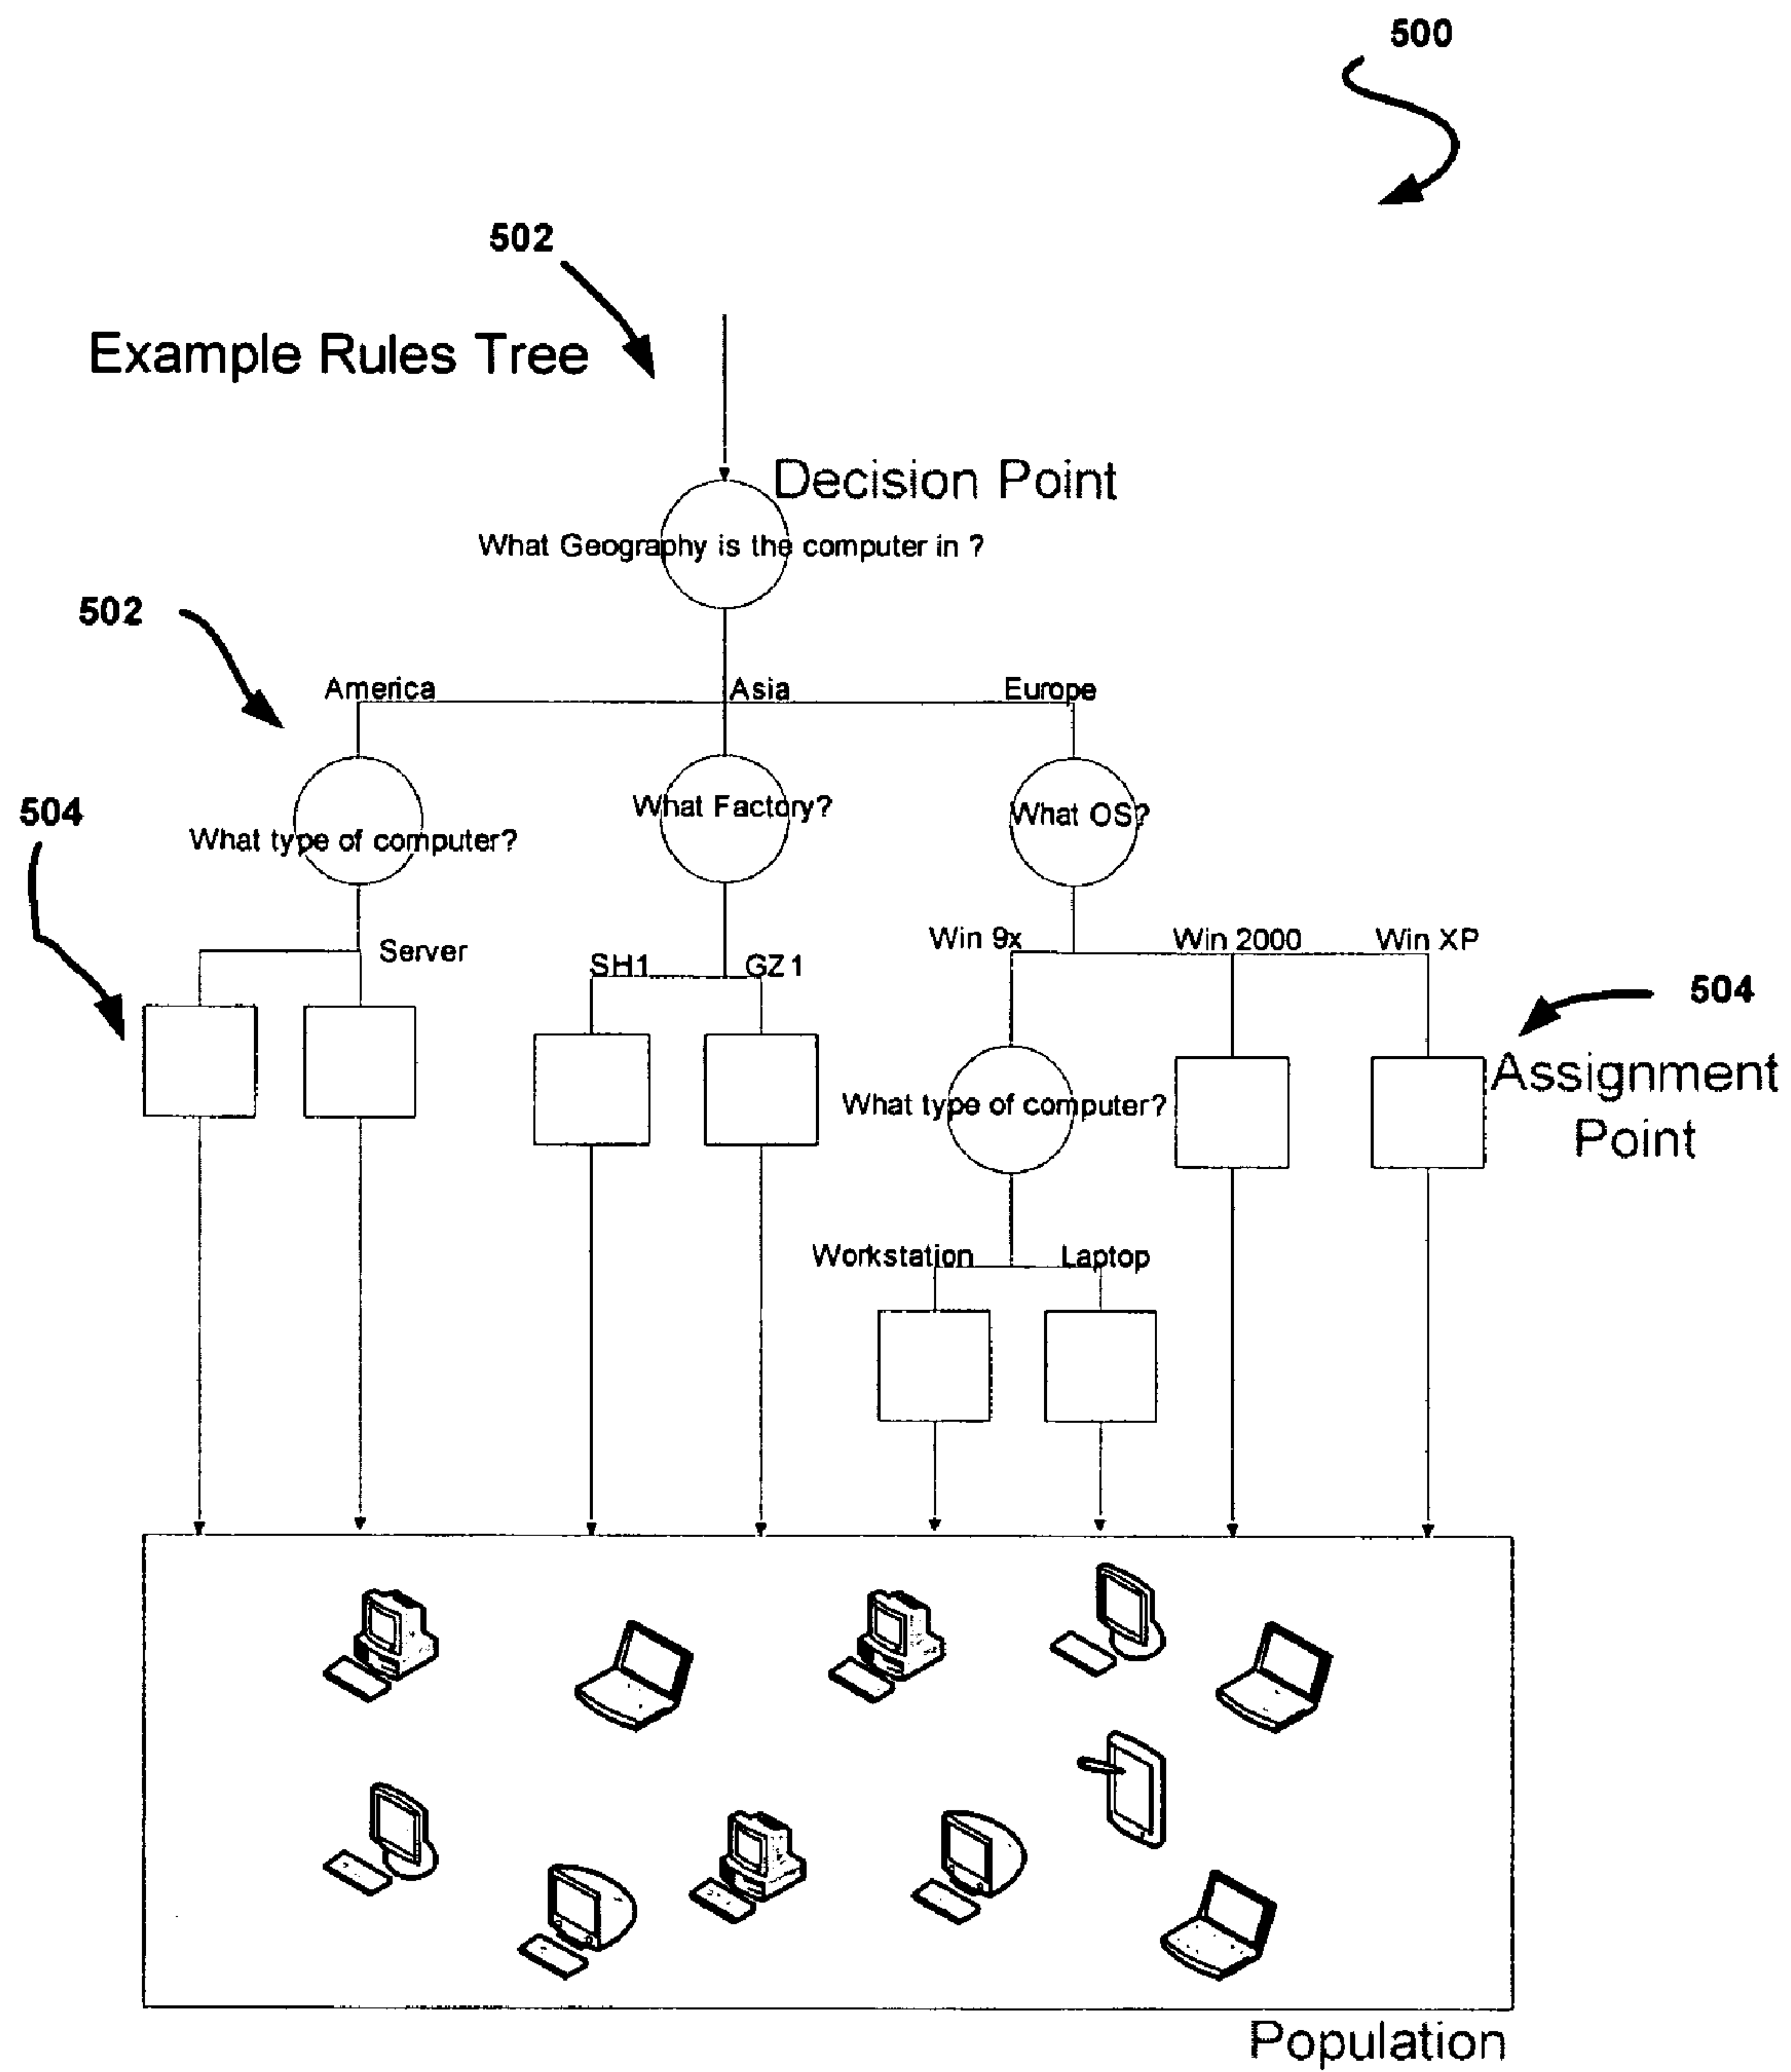 500
502
Example Rules Tree
Decision Point
What Geography is the computer in ?
502
America
Asia
Europe
504
What type of computer?
What Factory?
What OS?
Server
SH1
GZ1
Win 9x
Win 2000
Win XP
504
Assignment
Point
What type of computer?
Workstation
Laptop
Population